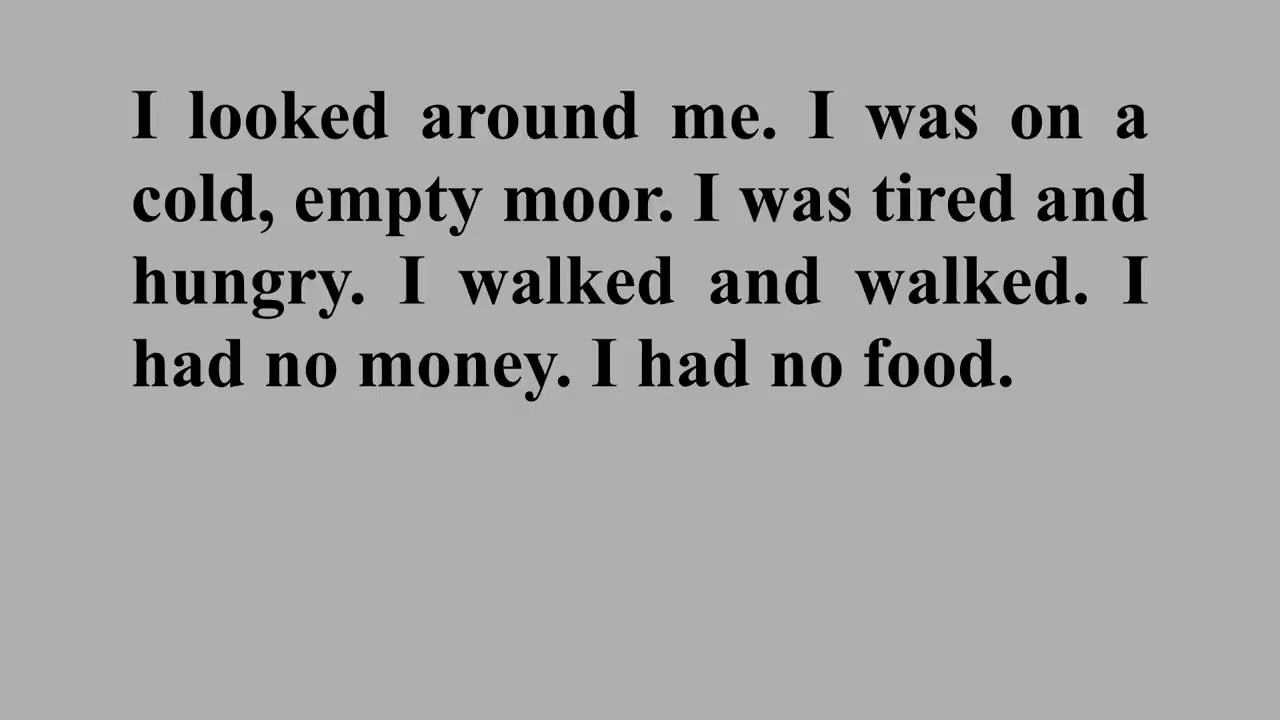 I looked around me. I was on a
cold, empty moor. I was tired and
hungry. I walked and walked. I
had no money. I had no food.